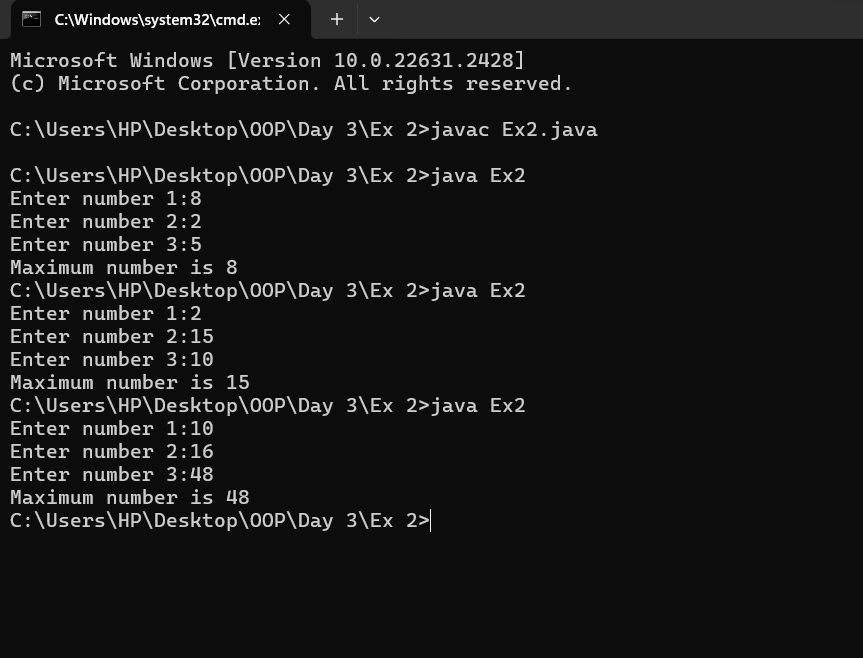 C:\Windows\system32\cmd.e:
Microsoft Windows [Version 10.0.22631.2428]
(c) Microsoft Corporation. All rights reserved.
C:\Users\HP\Desktop\OOP\Day 3\Ex 2>javac Ex2.java
C:\Users\HP\Desktop\OOP\Day 3\Ex 2>java Ex2
Enter number 1:8
Enter number 2:2
Enter number 3:5
Maximum number is 8
C:\Users\HP\Desktop\OOP\Day 3\Ex 2>java Ex2
Enter number 1:2
Enter number 2:15
Enter number 3:10
Maximum number is 15
C:\Users\HP\Desktop\OOP\Day 3\Ex 2>java Ex2
Enter number 1:10
Enter number 2:16
Enter number 3:48
Maximum number is 48
C:\Users\HP\Desktop\OOP\Day 3\Ex 2>